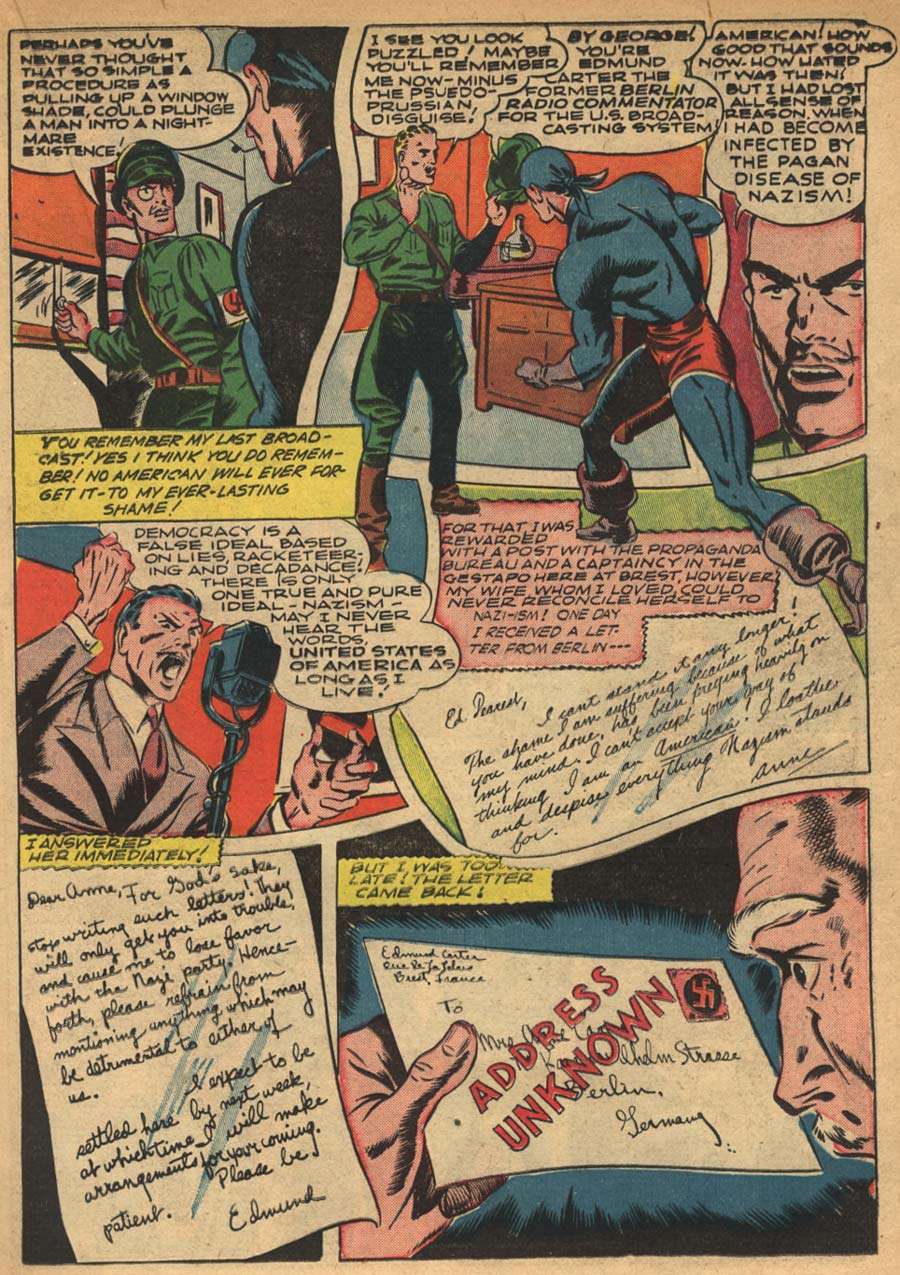 PERHAPS YOU'VE
NEVER THOUGHT
THAT SO SIMPLE A
PROCEDURE AS
PULLING UP A WINDOW
SHADE, COULD PLUNGE
A MAN INTO A NIGHT-
MARE
EXISTENCE!
I SEE YOU LOOK
PUZZLED! MAYBE
YOU'LL REMEMBER
ME NOW-MINUS
THE PSUEDO-
PRUSSIAN,
DISGUISE!
BY GEORGE!
YOU'RE
EDMUND
CARTER THE
FORMER BERLIN
RADIO COMMENTATOR
FOR THE U.S. BROAD-
CASTING SYSTEM!
AMERICAN! HOW
GOOD THAT SOUNDS
NOW-HOW HATED
IT WAS THEN!
BUT I HAD LOST
ALL SENSE OF
REASON. WHEN
I HAD BECOME
INFECTED BY
THE PAGAN
DISEASE OF
NAZISM!
YOU REMEMBER MY LAST BROAD-
CAST! YES I THINK YOU DO REMEM-
BER! NO AMERICAN WILL EVER FOR-
GET IT-TO MY EVER-LASTING
SHAME!
DEMOCRACY IS A
FALSE IDEAL, BASED
ON LIES, RACKETEER-
ING AND DECADANCE!
THERE IS ONLY
ONE TRUE AND PURE
IDEAL-NAZISM-
MAY I NEVER
HEAR THE
WORDS,
UNITED STATES
OF AMERICA AS
LONG AS I
LIVE!
FOR THAT, I WAS
REWARDED
WITH A POST WITH THE PROPAGANDA
BUREAU AND A CAPTAINCY IN THE
GESTAPO HERE AT BREST, HOWEVER,
MY WIFE, WHOM I LOVED, COULD
NEVER RECONCILE HERSELF TO
NAZI-ISM! ONE DAY
I RECEIVED A LET-
TER FROM BERLIN---
Ed Dearest,
I can't stand it any longer!
The shame I am suffering because of what
you have done, has been preying heavily on
my mind. I can't accept your way of
thinking. I am an American! I loathe
and despise everything Nazism stands
for.
Anne
I ANSWERED
HER IMMEDIATELY!
Dear Anne, For God's sake,
stop writing such letters! They
will only get you into trouble,
and cause me to lose favor
with tha Naze party. Hence-
forth, please refrain from
mentioning anything which may
be detrumental to either of
us.
I expect to be
settled here by next week,
at which time I will make
arrangements for your coming.
Please be
patient.
Edmund
BUT I WAS TOO
LATE! THE LETTER
CAME BACK!
Edmund Carter
Brest, France
To
Mrs
Berlin,
Germany
ADDRESS
UNKNOWN